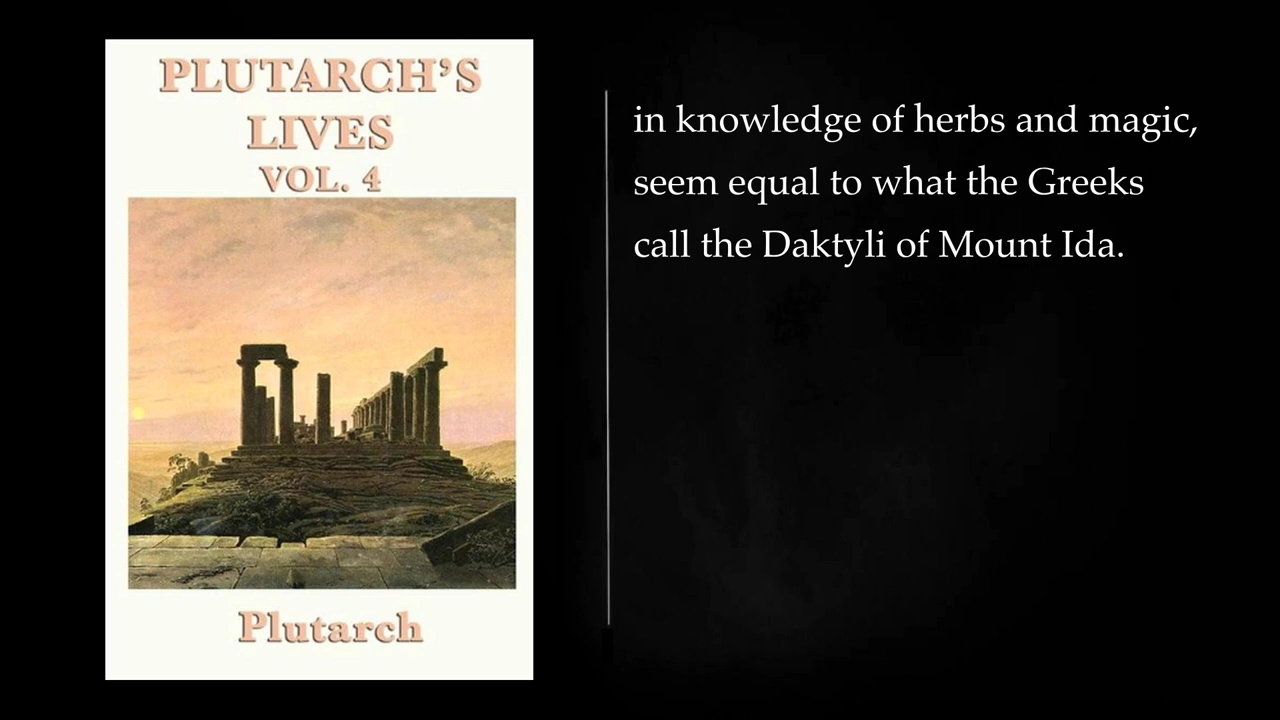 PLUTARCH'S
LIVES
VOL. 4
Plutarch
in knowledge of herbs and magic,
seem equal to what the Greeks
call the Daktyli of Mount Ida.